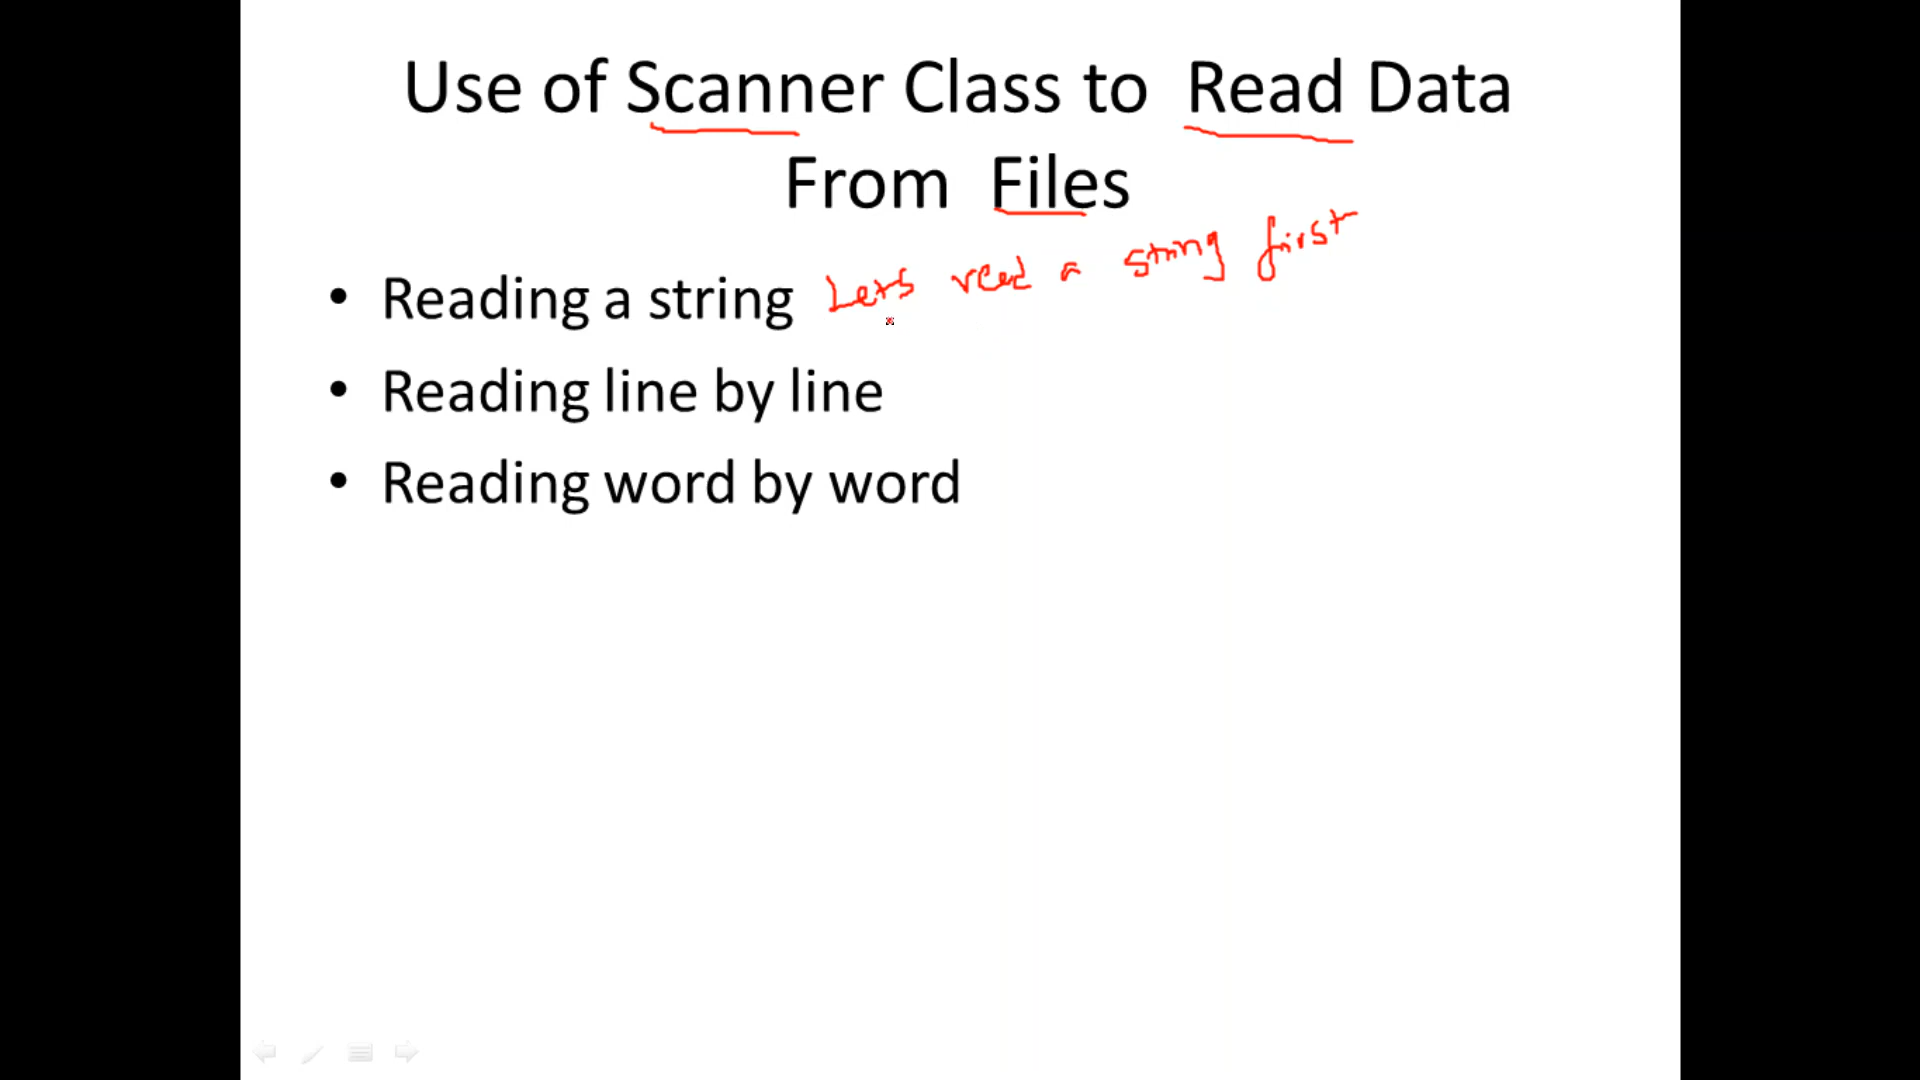 Use of Scanner Class to Read Data
From Files
• Reading a string Lets read a string first
• Reading line by line
• Reading word by word